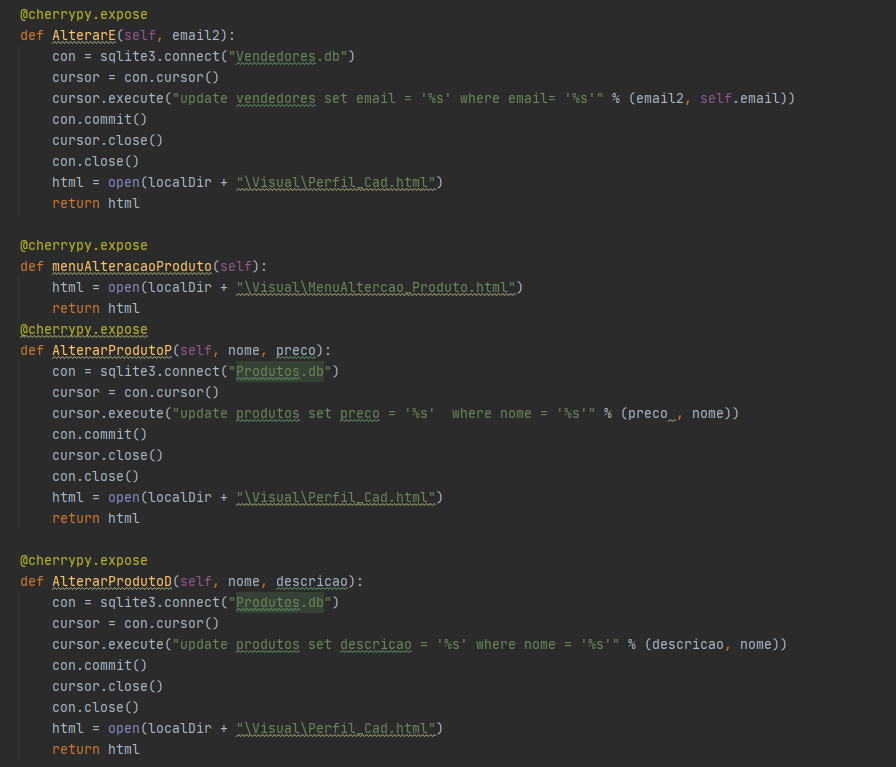 @cherrypy.expose
def AlterarE(self, email2):
    con = sqlite3.connect("Vendedores.db")
    cursor = con.cursor()
    cursor.execute("update vendedores set email = '%s' where email= '%s'" % (email2, self.email))
    con.commit()
    cursor.close()
    con.close()
    html = open(localDir + "\Visual\Perfil_Cad.html")
    return html

@cherrypy.expose
def menuAlteracaoProduto(self):
    html = open(localDir + "\Visual\MenuAltercao_Produto.html")
    return html
@cherrypy.expose
def AlterarProdutoP(self, nome, preco):
    con = sqlite3.connect("Produtos.db")
    cursor = con.cursor()
    cursor.execute("update produtos set preco = '%s'  where nome = '%s'" % (preco , nome))
    con.commit()
    cursor.close()
    con.close()
    html = open(localDir + "\Visual\Perfil_Cad.html")
    return html

@cherrypy.expose
def AlterarProdutoD(self, nome, descricao):
    con = sqlite3.connect("Produtos.db")
    cursor = con.cursor()
    cursor.execute("update produtos set descricao = '%s' where nome = '%s'" % (descricao, nome))
    con.commit()
    cursor.close()
    con.close()
    html = open(localDir + "\Visual\Perfil_Cad.html")
    return html